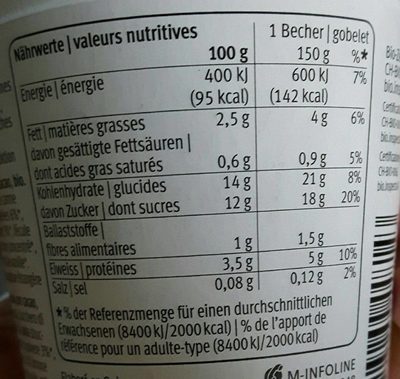 Nährwerte | valeurs nutritives
1 Becher | gobelet
100 g 150 g %*
Energie | énergie 400 kJ 600 kJ 7%
(95 kcal) (142 kcal)
Fett | matières grasses 2,5 g 4 g 6%
davon gesättigte Fettsäuren |
dont acides gras saturés 0,6 g 0,9 g 5%
Kohlenhydrate | glucides 14 g 21 g 8%
davon Zucker | dont sucres 12 g 18 g 20%
Ballaststoffe |
fibres alimentaires 1 g 1,5 g
Eiweiss | protéines 3,5 g 5 g 10%
Salz | sel 0,08 g 0,12 g 2%
*% der Referenzmenge für einen durchschnittlichen
Erwachsenen (8400 kJ/2000 kcal) | % de l'apport de
référence pour un adulte-type (8400 kJ/2000 kcal)
M-INFOLINE